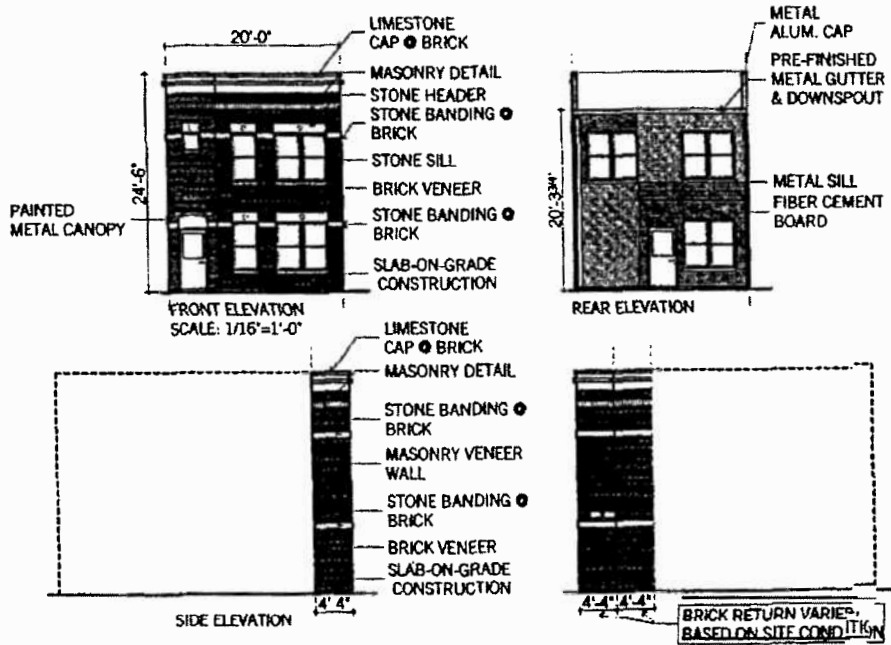 20'-0"
24'-6"
LIMESTONE
CAP @ BRICK
MASONRY DETAIL
STONE HEADER
STONE BANDING @
BRICK
STONE SILL
BRICK VENEER
STONE BANDING @
BRICK
SLAB-ON-GRADE
CONSTRUCTION
PAINTED
METAL CANOPY
FRONT ELEVATION
SCALE: 1/16"=1'-0"
METAL
ALUM. CAP
PRE-FINISHED
METAL GUTTER
& DOWNSPOUT
20'-3 3/4"
METAL SILL
FIBER CEMENT
BOARD
REAR ELEVATION
LIMESTONE
CAP @ BRICK
MASONRY DETAIL
STONE BANDING @
BRICK
MASONRY VENEER
WALL
STONE BANDING @
BRICK
BRICK VENEER
SLAB-ON-GRADE
CONSTRUCTION
SIDE ELEVATION
4' 4"
4'-4" 4'-4"
BRICK RETURN VARIES,
BASED ON SITE CONDITION